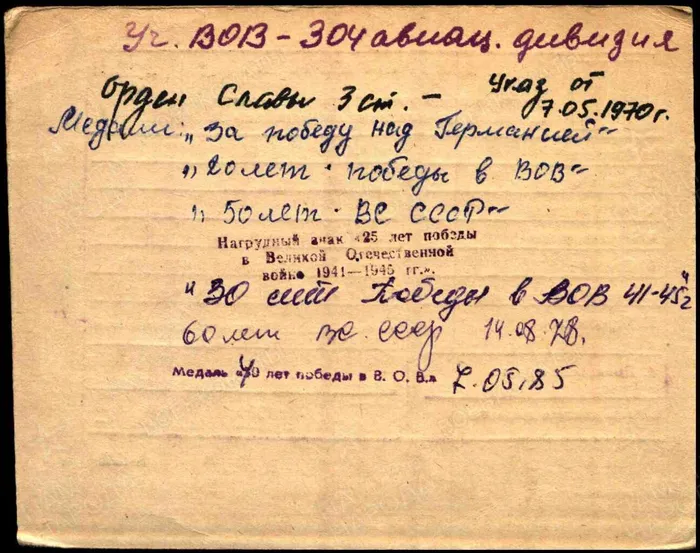 Уч. ВОВ - 304 авиац. дивизия
Орден Славы 3 ст. - Указ от
7.05.1970г.
Медали: „За победу над Германией"
„20 лет победы в ВОВ"
„50 лет ВС СССР"
Нагрудный знак «25 лет победы
в Великой Отечественной
войне 1941—1945 гг.».
„30 лет Победы в ВОВ 41-45г"
60 лет ВС. СССР 14.08.78.
Медаль «40 лет победы в В. О. В.» 7.05.85